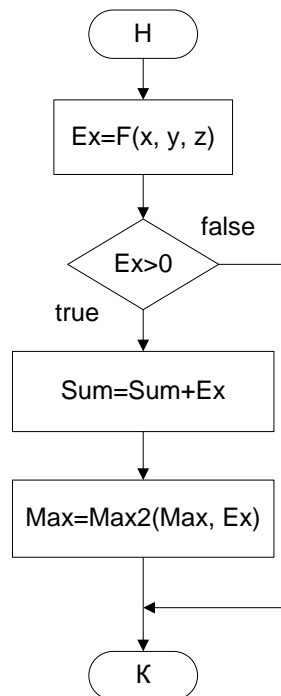 Н
Ex=F(x, y, z)
false
Ex>0
true
Sum=Sum+Ex
Max=Max2(Max, Ex)
К